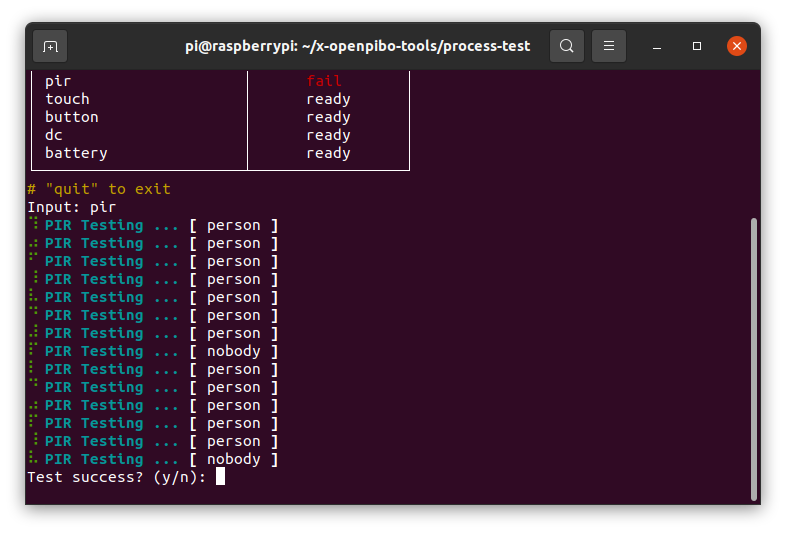 pi@raspberrypi: ~/x-openpibo-tools/process-test
pir fail
touch ready
button ready
dc ready
battery ready
# "quit" to exit
Input: pir
PIR Testing ... [ person ]
PIR Testing ... [ person ]
PIR Testing ... [ person ]
PIR Testing ... [ person ]
PIR Testing ... [ person ]
PIR Testing ... [ person ]
PIR Testing ... [ person ]
PIR Testing ... [ nobody ]
PIR Testing ... [ person ]
PIR Testing ... [ person ]
PIR Testing ... [ person ]
PIR Testing ... [ person ]
PIR Testing ... [ person ]
PIR Testing ... [ nobody ]
Test success? (y/n):